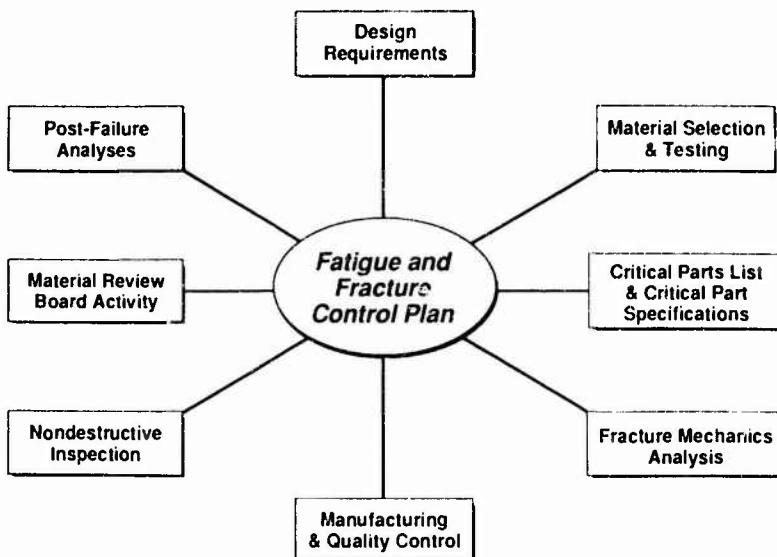 Design
Requirements
Post-Failure
Analyses
Material Selection
& Testing
Fatigue and
Fracture
Control Plan
Material Review
Board Activity
Critical Parts List
& Critical Part
Specifications
Nondestructive
Inspection
Fracture Mechanics
Analysis
Manufacturing
& Quality Control